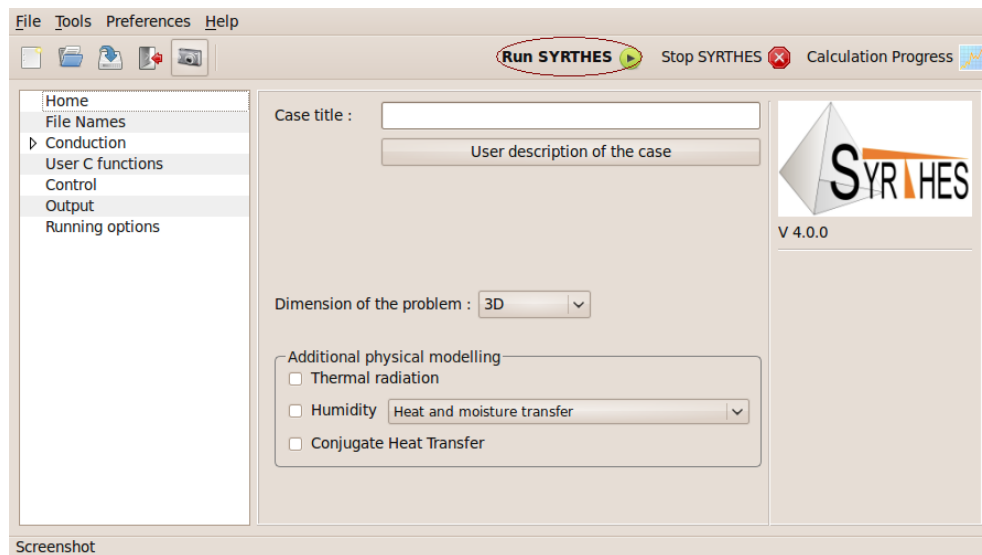 File Tools Preferences Help
Run SYRTHES Stop SYRTHES Calculation Progress
Home
File Names
Conduction
User C functions
Control
Output
Running options
Case title :
User description of the case
Dimension of the problem : 3D
Additional physical modelling
Thermal radiation
Humidity Heat and moisture transfer
Conjugate Heat Transfer
SYRTHES
V 4.0.0
Screenshot